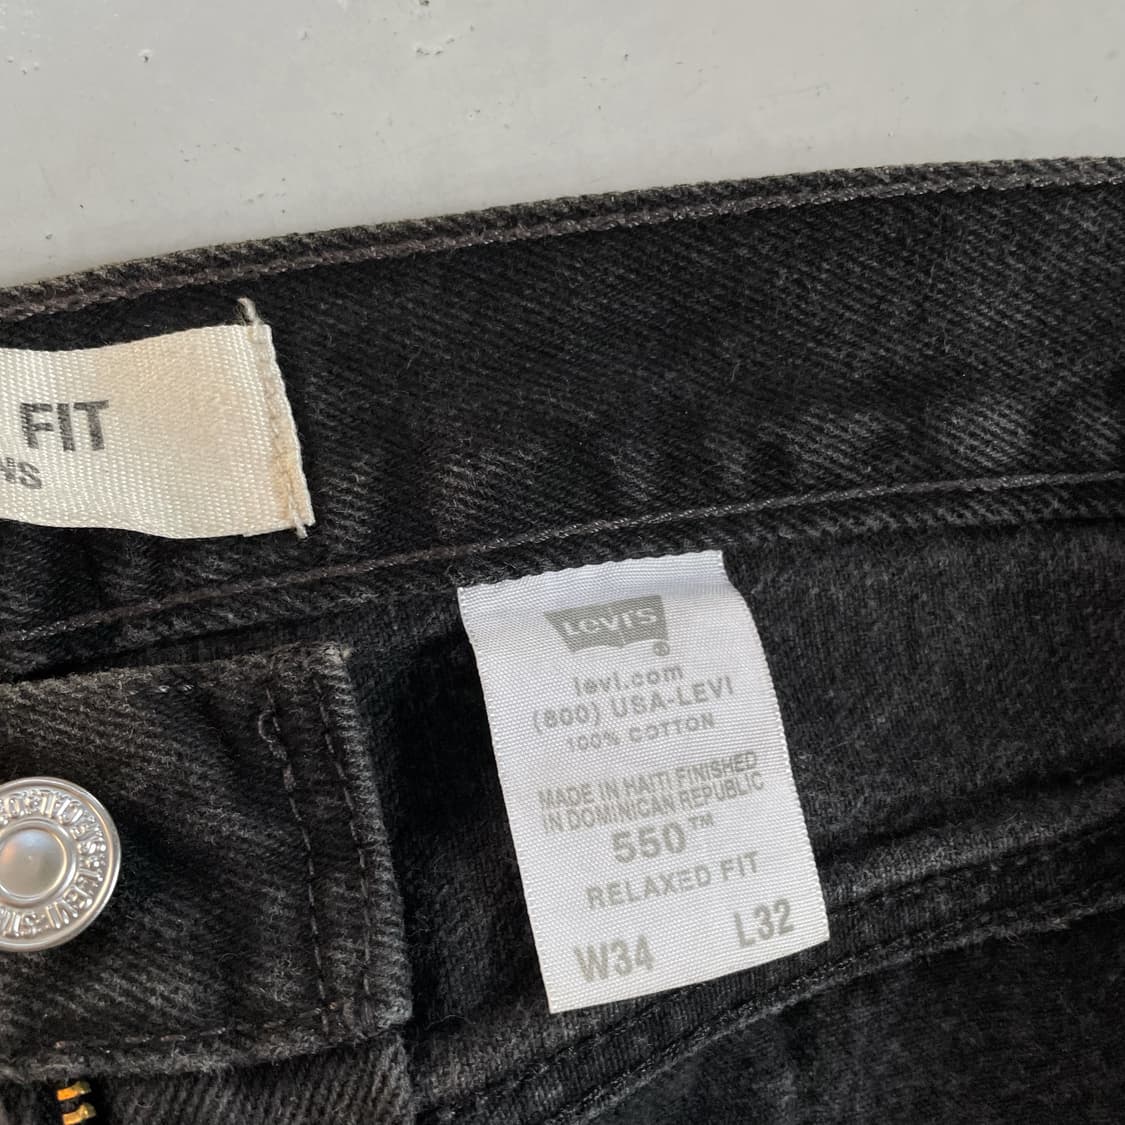 FIT
NS
Levi's®
levi.com
(800) USA-LEVI
100% COTTON
MADE IN HAITI FINISHED
IN DOMINICAN REPUBLIC
550™
RELAXED FIT
W34 L32